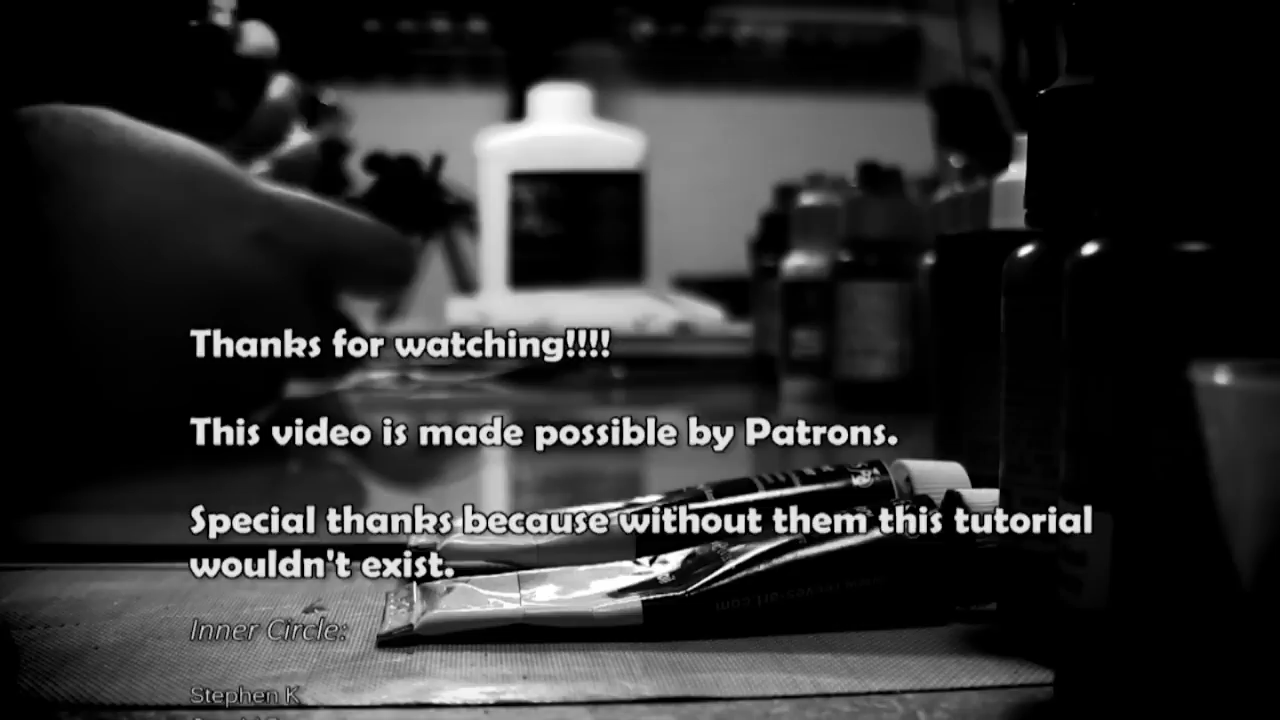 Thanks for watching!!!!
This video is made possible by Patrons.
Special thanks because without them this tutorial
wouldn't exist.
Inner Circle:
Stephen K